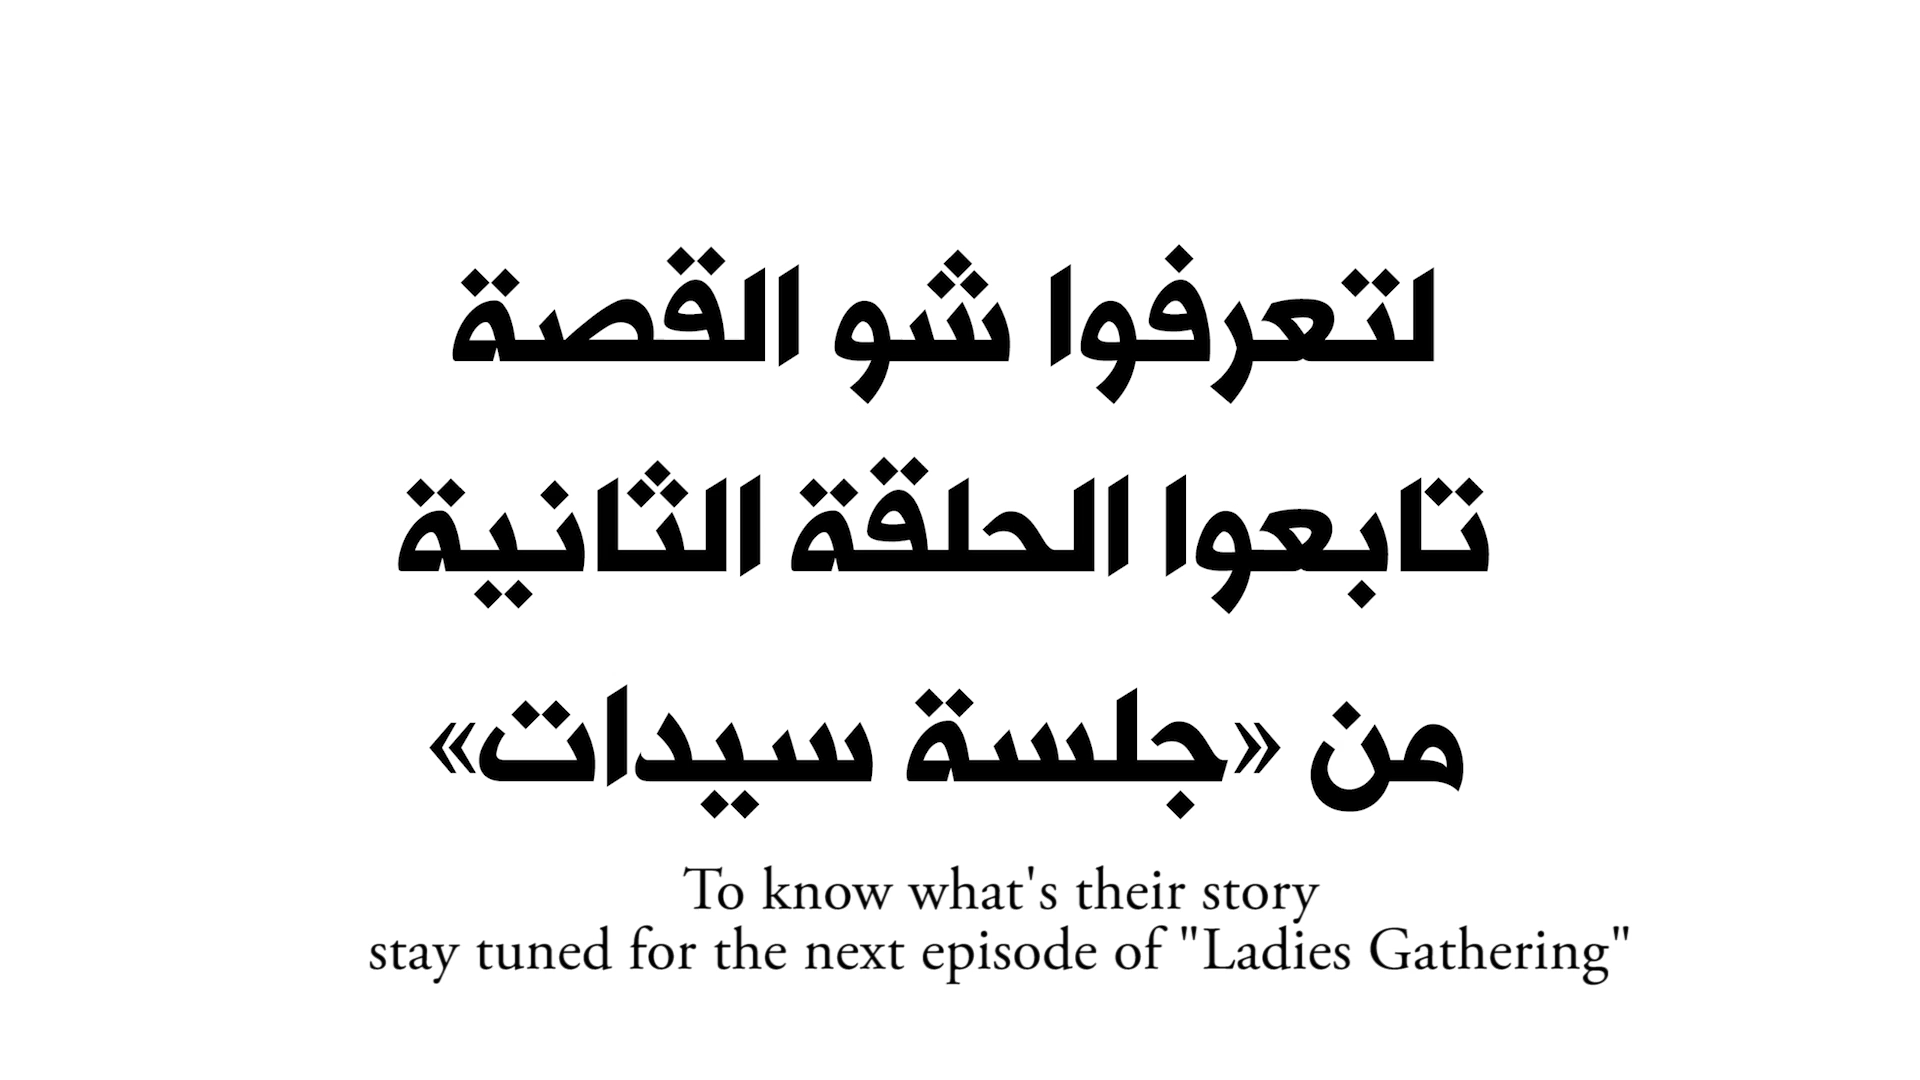 لتعرفوا شو القصة
تابعوا الحلقة الثانية
من «جلسة سيدات»
To know what's their story
stay tuned for the next episode of "Ladies Gathering"